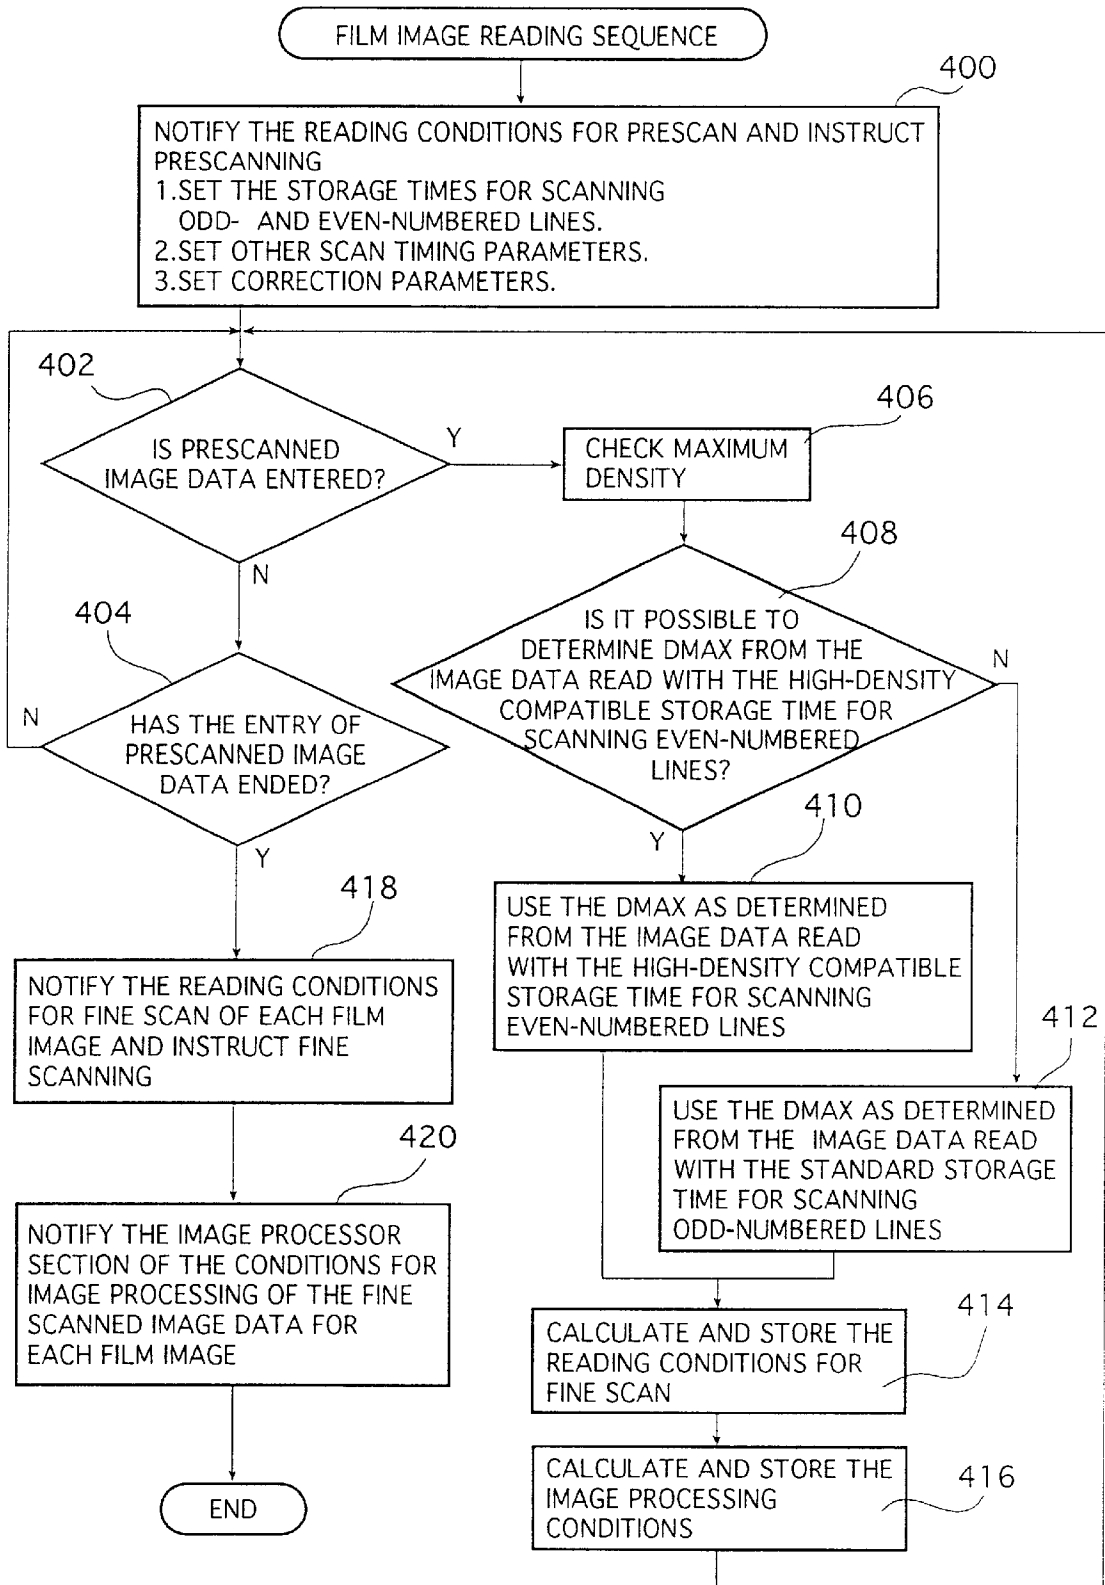 FILM IMAGE READING SEQUENCE
400
NOTIFY THE READING CONDITIONS FOR PRESCAN AND INSTRUCT
PRESCANNING
1.SET THE STORAGE TIMES FOR SCANNING
ODD- AND EVEN-NUMBERED LINES.
2.SET OTHER SCAN TIMING PARAMETERS.
3.SET CORRECTION PARAMETERS.
402
IS PRESCANNED
IMAGE DATA ENTERED?
Y
N
406
CHECK MAXIMUM
DENSITY
404
HAS THE ENTRY OF
PRESCANNED IMAGE
DATA ENDED?
N
Y
408
IS IT POSSIBLE TO
DETERMINE DMAX FROM THE
IMAGE DATA READ WITH THE HIGH-DENSITY
COMPATIBLE STORAGE TIME FOR
SCANNING EVEN-NUMBERED
LINES?
N
Y
410
USE THE DMAX AS DETERMINED
FROM THE IMAGE DATA READ
WITH THE HIGH-DENSITY COMPATIBLE
STORAGE TIME FOR SCANNING
EVEN-NUMBERED LINES
412
USE THE DMAX AS DETERMINED
FROM THE IMAGE DATA READ
WITH THE STANDARD STORAGE
TIME FOR SCANNING
ODD-NUMBERED LINES
414
CALCULATE AND STORE THE
READING CONDITIONS FOR
FINE SCAN
416
CALCULATE AND STORE THE
IMAGE PROCESSING
CONDITIONS
418
NOTIFY THE READING CONDITIONS
FOR FINE SCAN OF EACH FILM
IMAGE AND INSTRUCT FINE
SCANNING
420
NOTIFY THE IMAGE PROCESSOR
SECTION OF THE CONDITIONS FOR
IMAGE PROCESSING OF THE FINE
SCANNED IMAGE DATA FOR
EACH FILM IMAGE
END